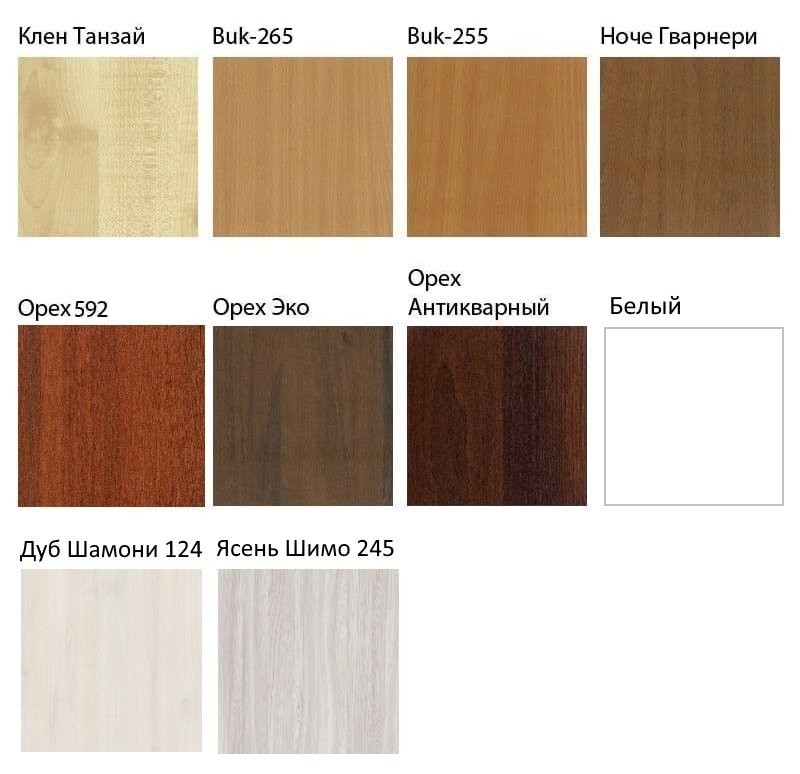 Клен Танзай
Buk-265
Buk-255
Ноче Гварнери
Орех 592
Орех Эко
Орех
Антикварный
Белый
Дуб Шамони 124
Ясень Шимо 245